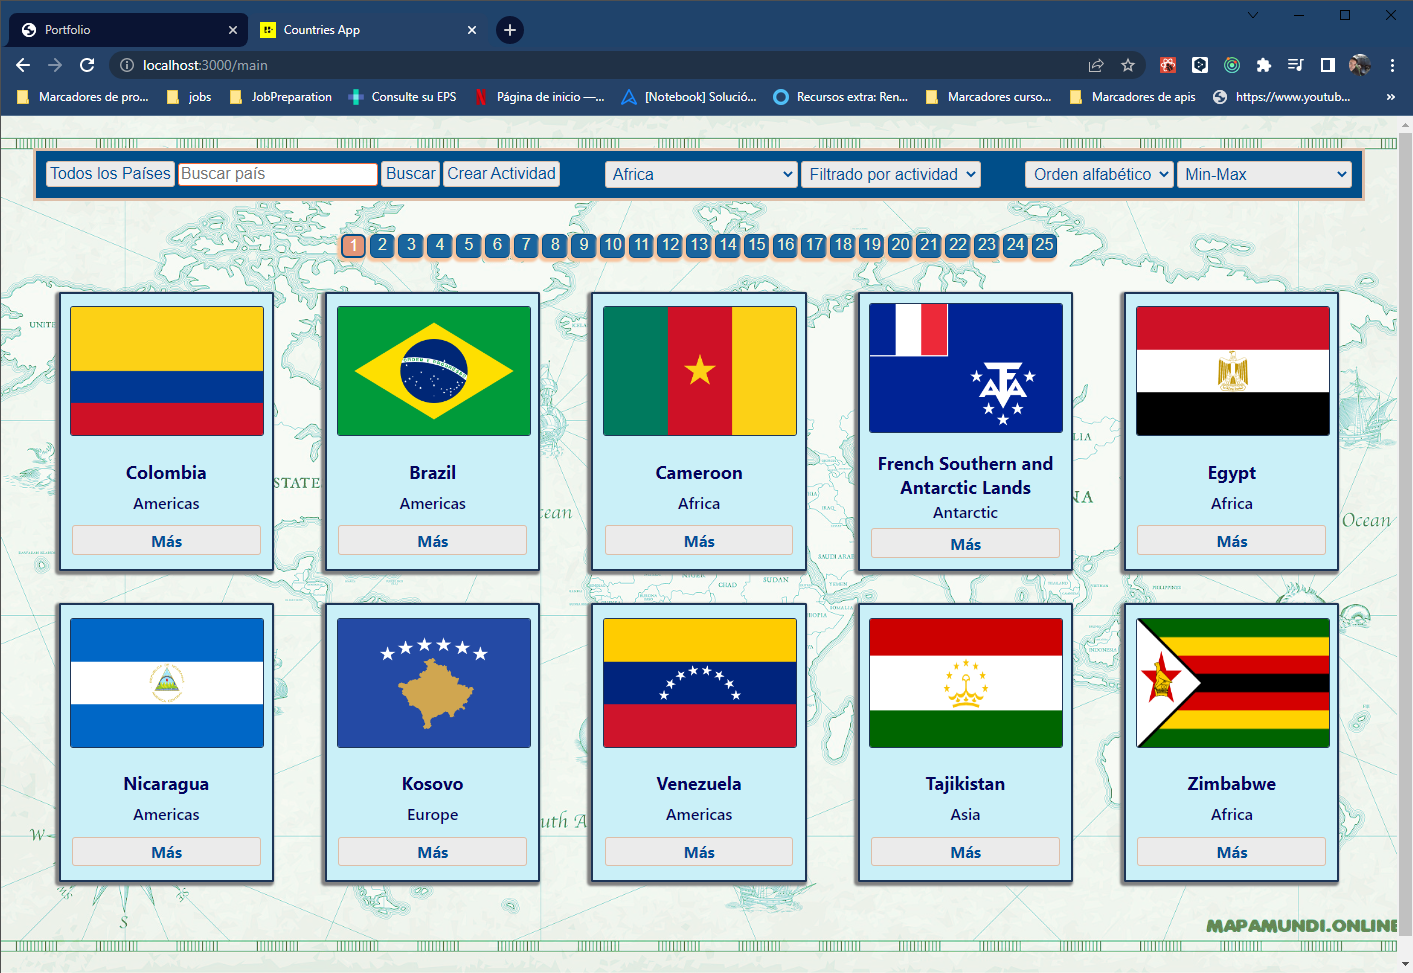 Portfolio
Countries App
localhost:3000/main
Marcadores de pro...
jobs
JobPreparation
Consulte su EPS
Página de inicio —...
[Notebook] Solució...
Recursos extra: Ren...
Marcadores curso...
Marcadores de apis
https://www.youtub...
»
Todos los Países
Buscar país
Buscar
Crear Actividad
Africa
Filtrado por actividad
Orden alfabético
Min-Max
1 2 3 4 5 6 7 8 9 10 11 12 13 14 15 16 17 18 19 20 21 22 23 24 25
Colombia
Americas
Más
Brazil
Americas
Más
Cameroon
Africa
Más
French Southern and
Antarctic Lands
Antarctic
Más
Egypt
Africa
Más
Nicaragua
Americas
Más
Kosovo
Europe
Más
Venezuela
Americas
Más
Tajikistan
Asia
Más
Zimbabwe
Africa
Más
Ocean
CHAD
SUDAN
W
S
MAPAMUNDI.ONLINE